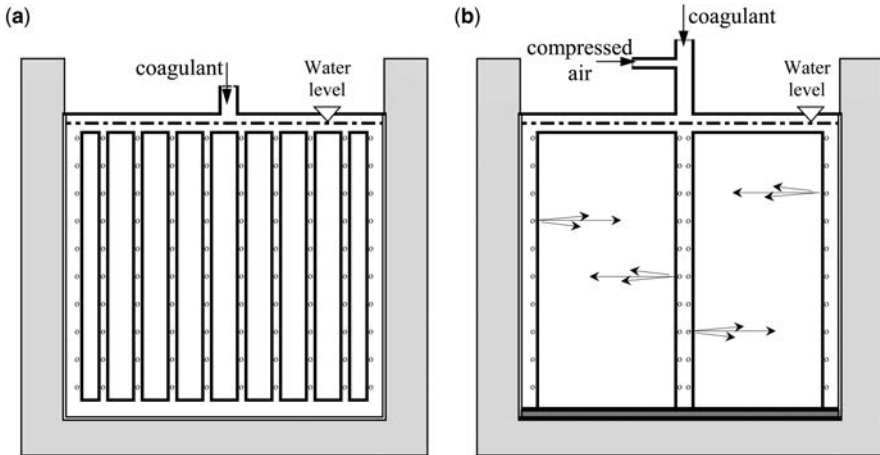 (a)
coagulant
Water
level
(b)
coagulant
compressed
air
Water
level